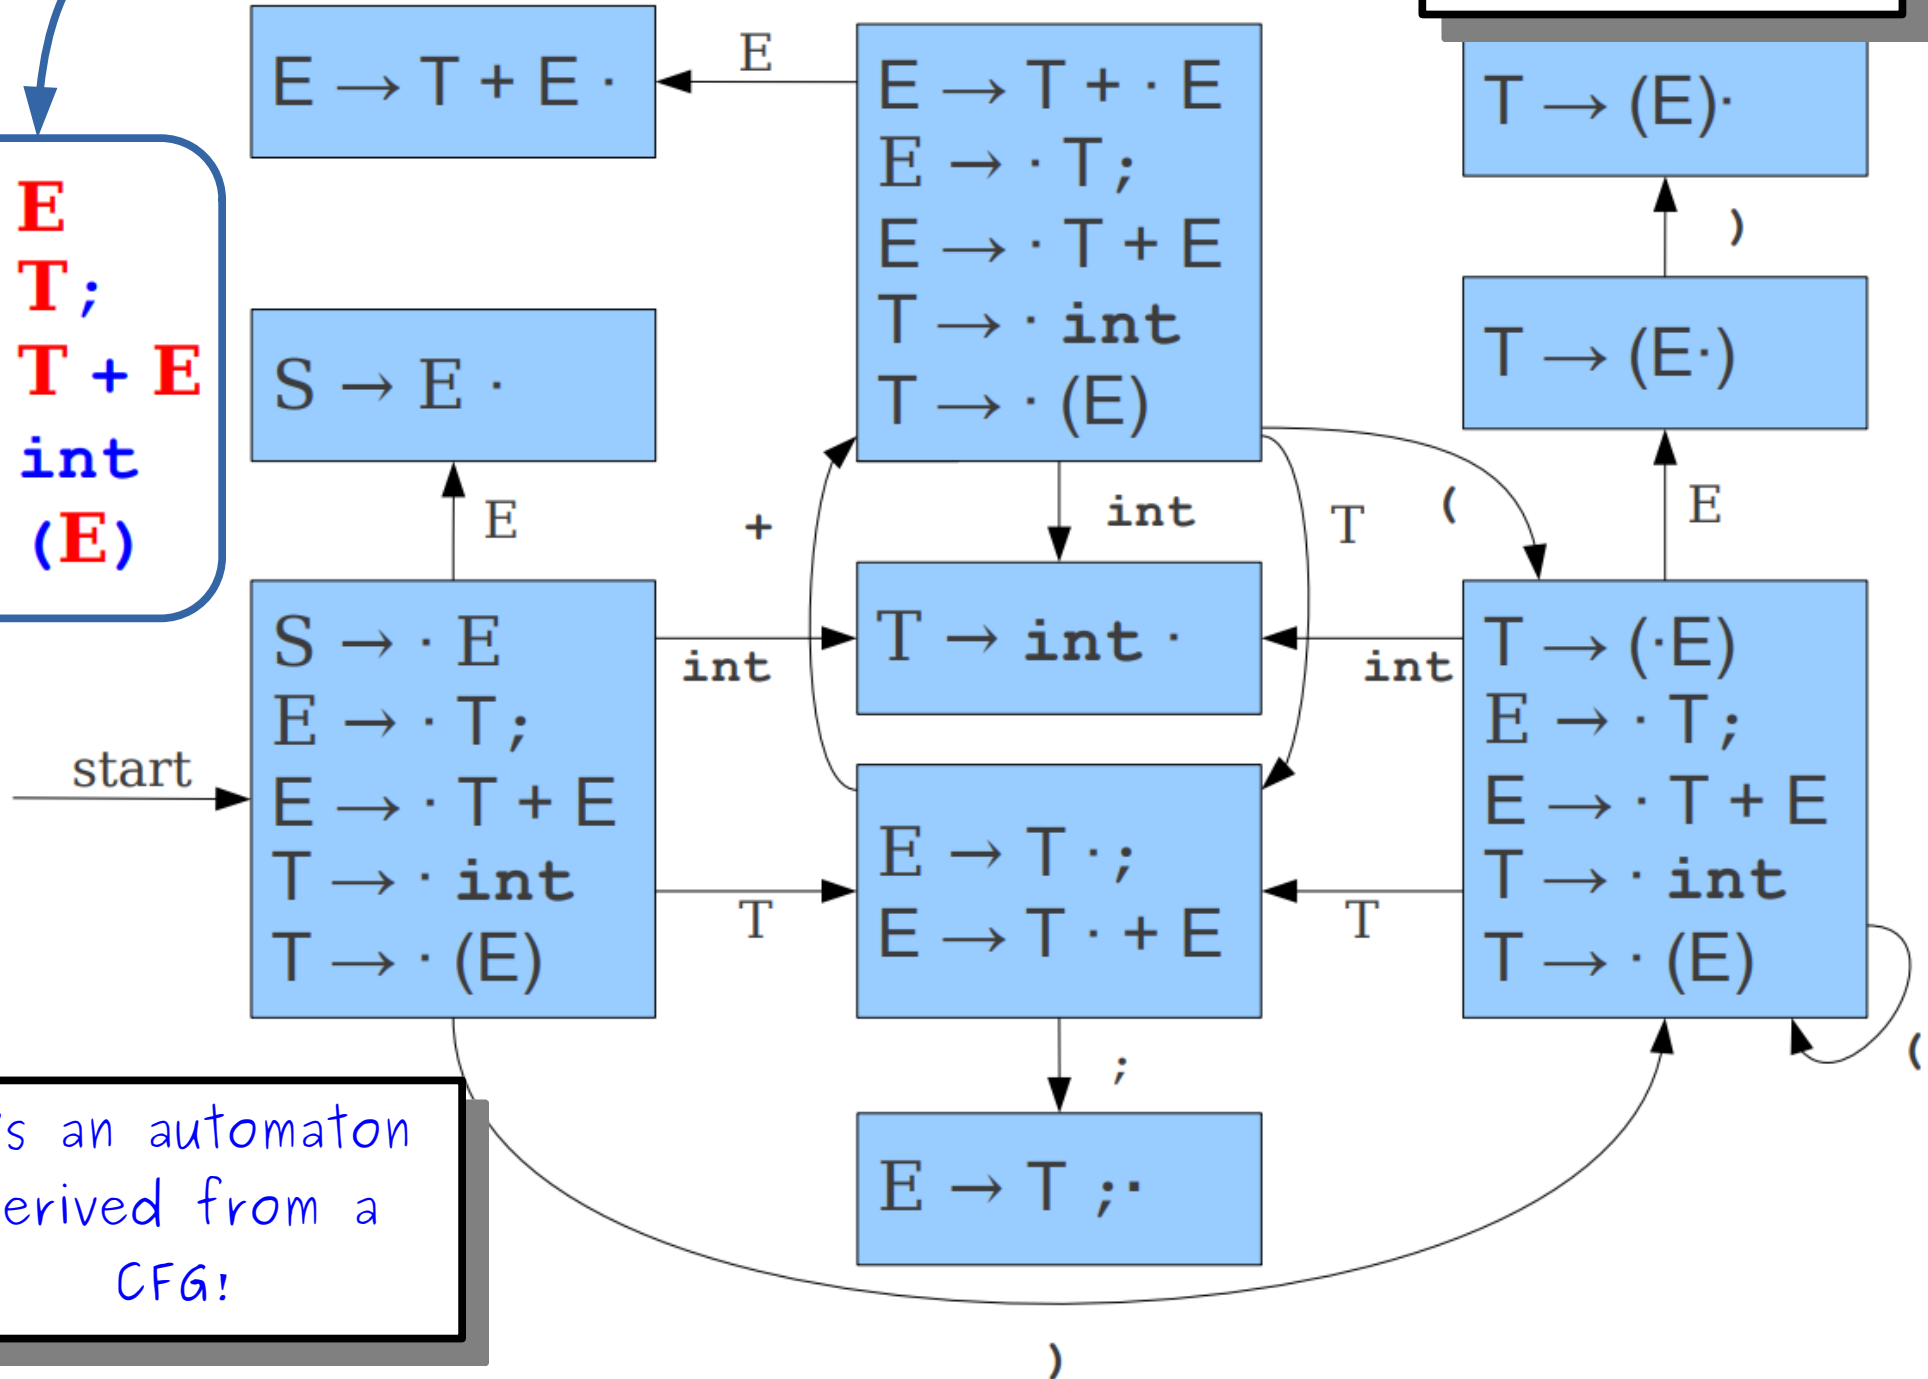 E → T + E ·
E
E → T + · E
E → · T ;
E → · T + E
T → · int
T → · (E)
T → (E)·
)
T → (E·)
E
T ;
T + E
int
(E)
S → E ·
E
+
int
T
(
E
start
S → · E
E → · T ;
E → · T + E
T → · int
T → · (E)
int
T → int ·
int
T → (·E)
E → · T ;
E → · T + E
T → · int
T → · (E)
(
T
E → T · ;
E → T · + E
T
;
E → T ;·
's an automaton
erived from a
CFG!
)